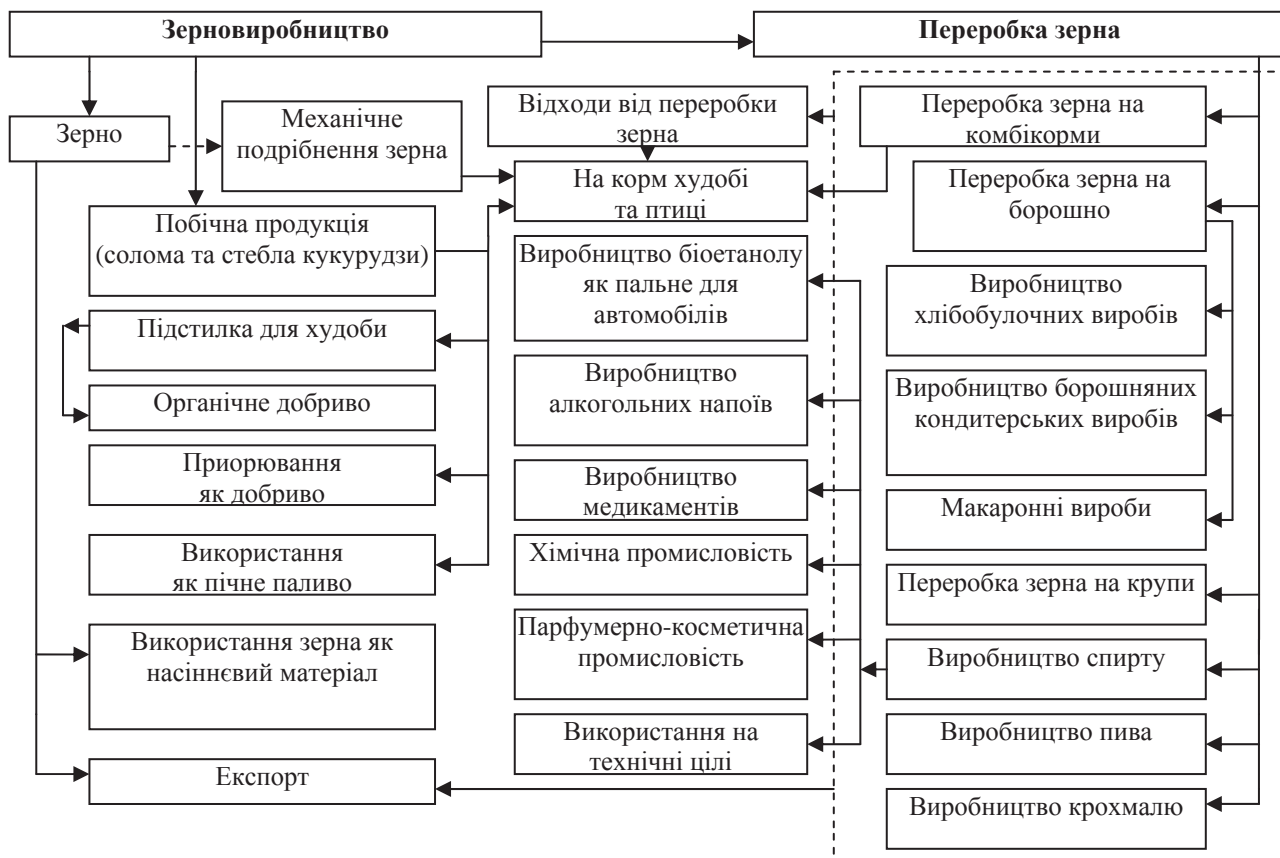 Зерновиробництво
Переробка зерна
Зерно
Механічне
подрібнення зерна
Побічна продукція
(солома та стебла кукурудзи)
Підстилка для худоби
Органічне добриво
Приорювання
як добриво
Використання
як пічне паливо
Використання зерна як
насіннєвий матеріал
Експорт
Відходи від переробки
зерна
На корм худобі
та птиці
Виробництво біоетанолу
як пальне для
автомобілів
Виробництво
алкогольних напоїв
Виробництво
медикаментів
Хімічна промисловість
Парфумерно-косметична
промисловість
Використання на
технічні цілі
Переробка зерна на
комбікорми
Переробка зерна на
борошно
Виробництво
хлібобулочних виробів
Виробництво борошняних
кондитерських виробів
Макаронні вироби
Переробка зерна на крупи
Виробництво спирту
Виробництво пива
Виробництво крохмалю